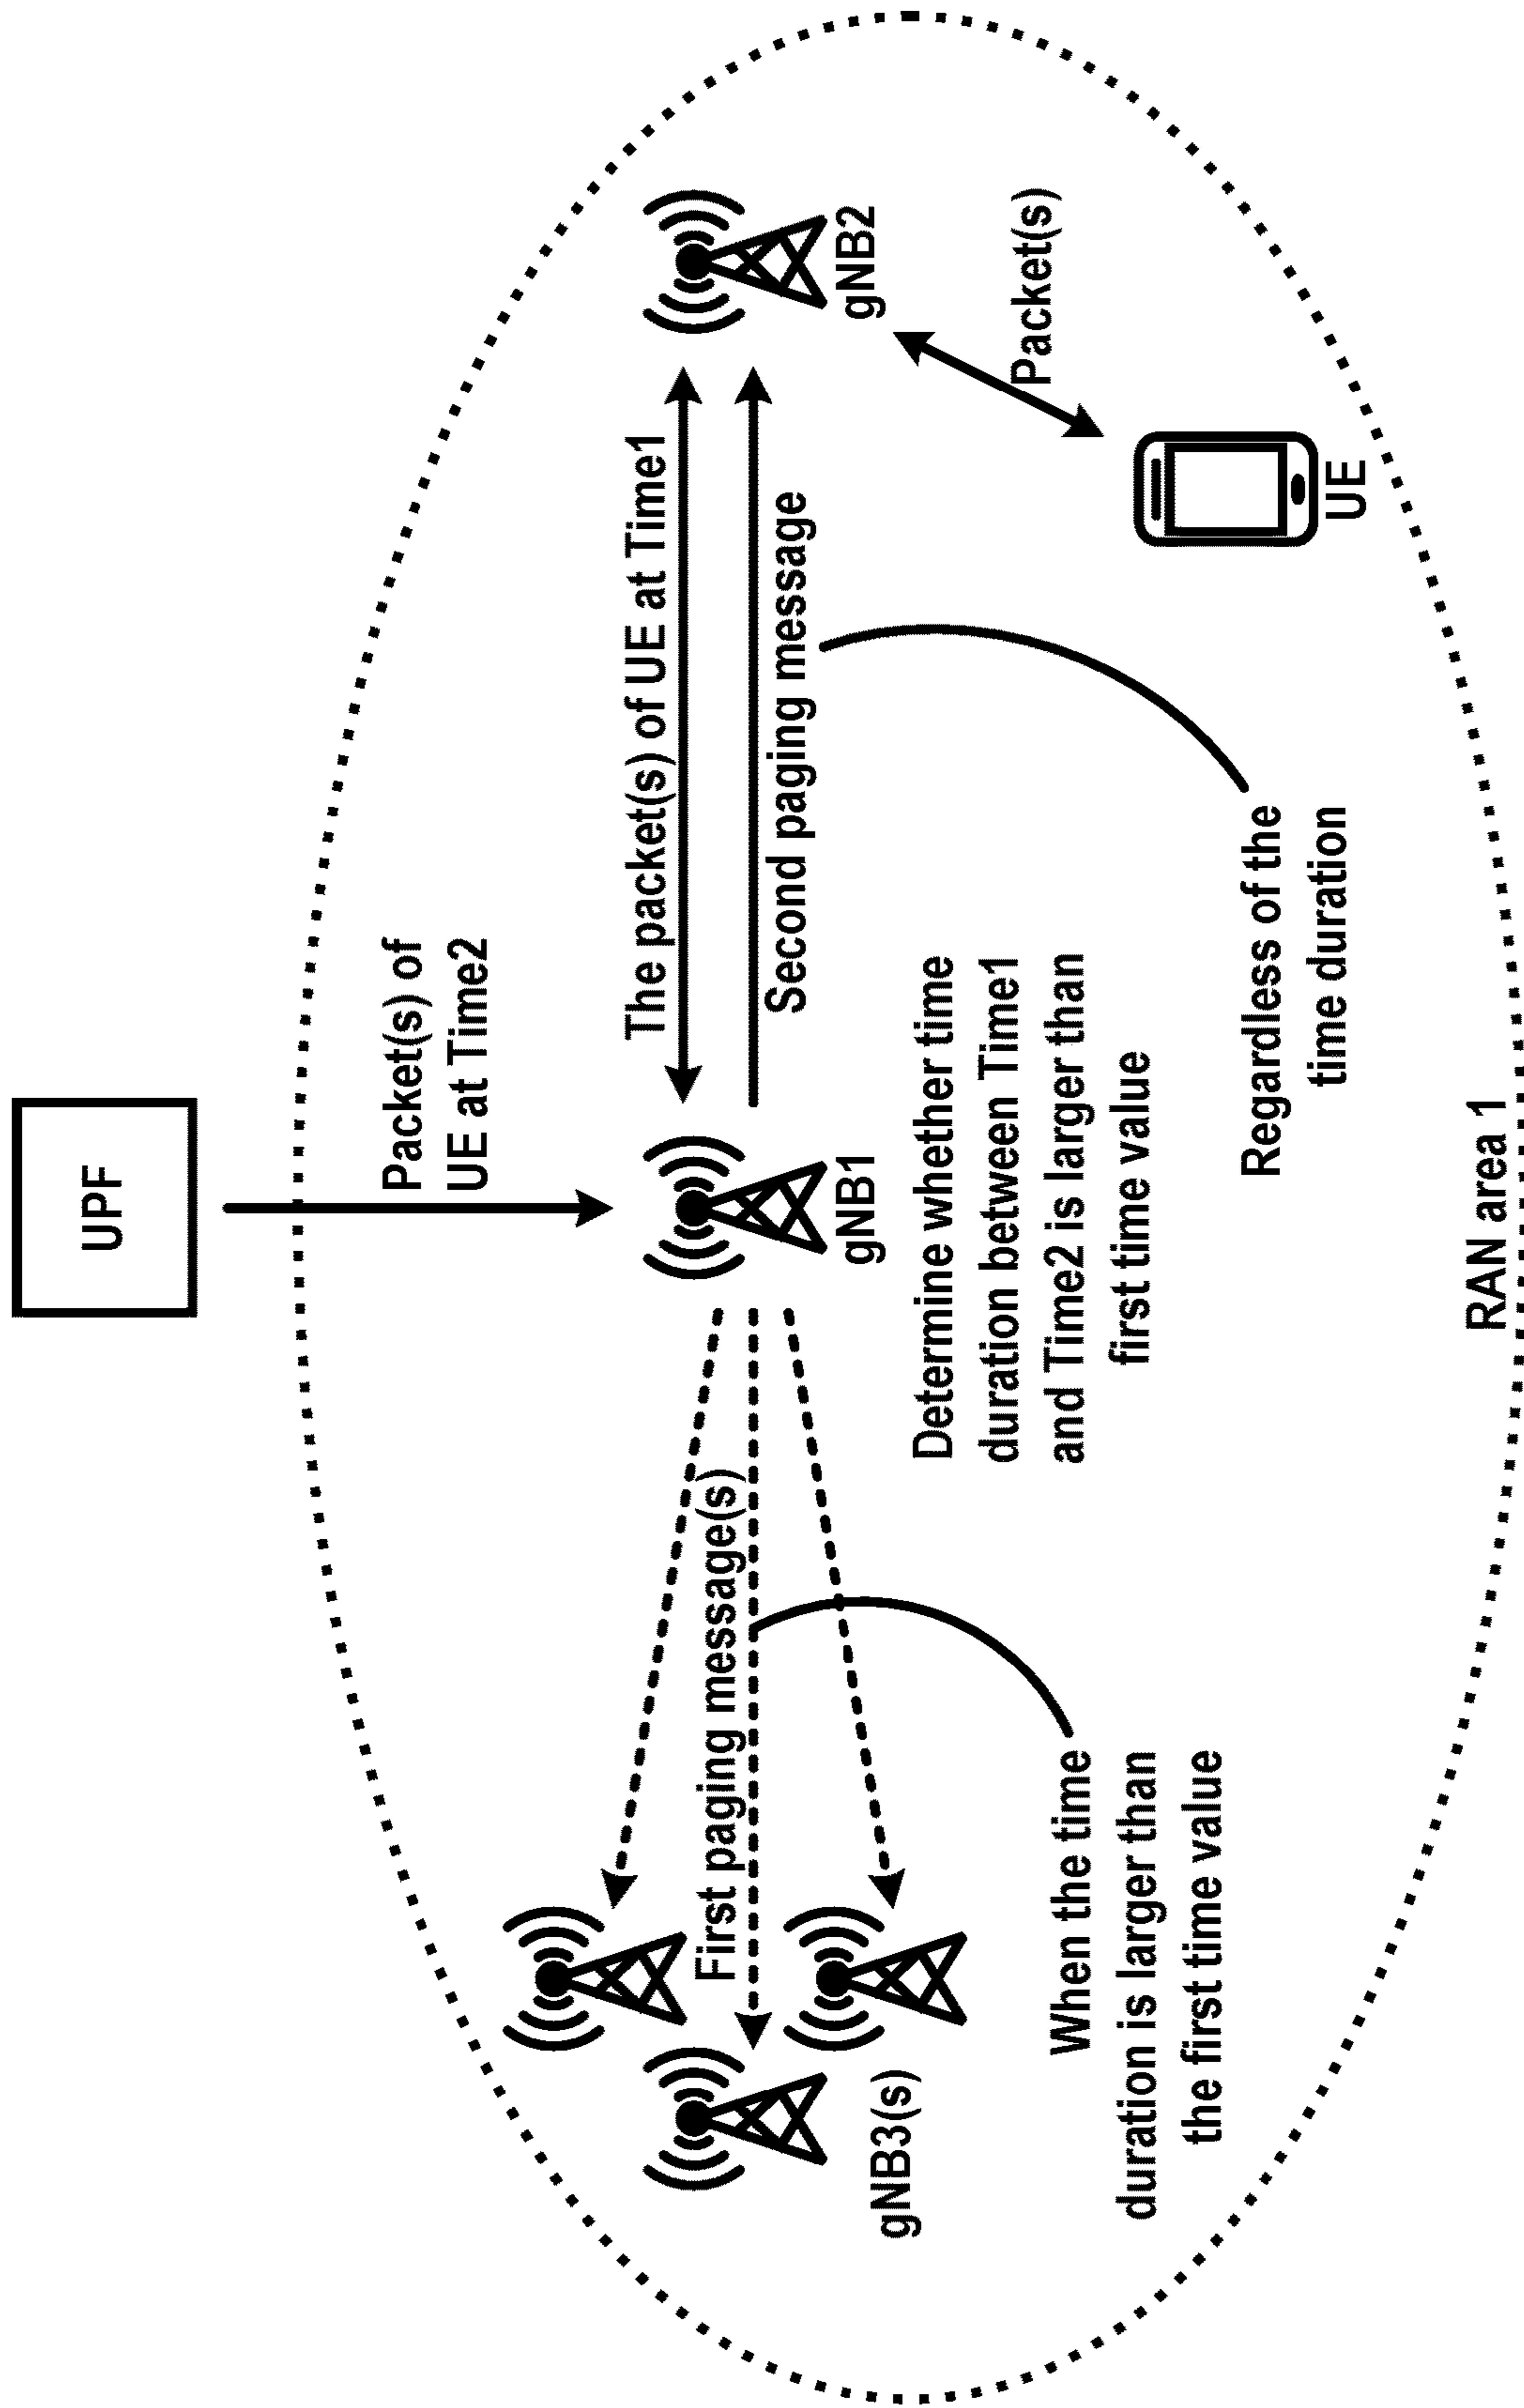 UPF
Packet(s) of
UE at Time2
The packet(s) of UE at Time1
Second paging message
First paging message(s)
gNB3(s)
gNB1
gNB2
Packet(s)
UE
Determine whether time
duration between Time1
and Time2 is larger than
first time value
When the time
duration is larger than
the first time value
Regardless of the
time duration
RAN area 1